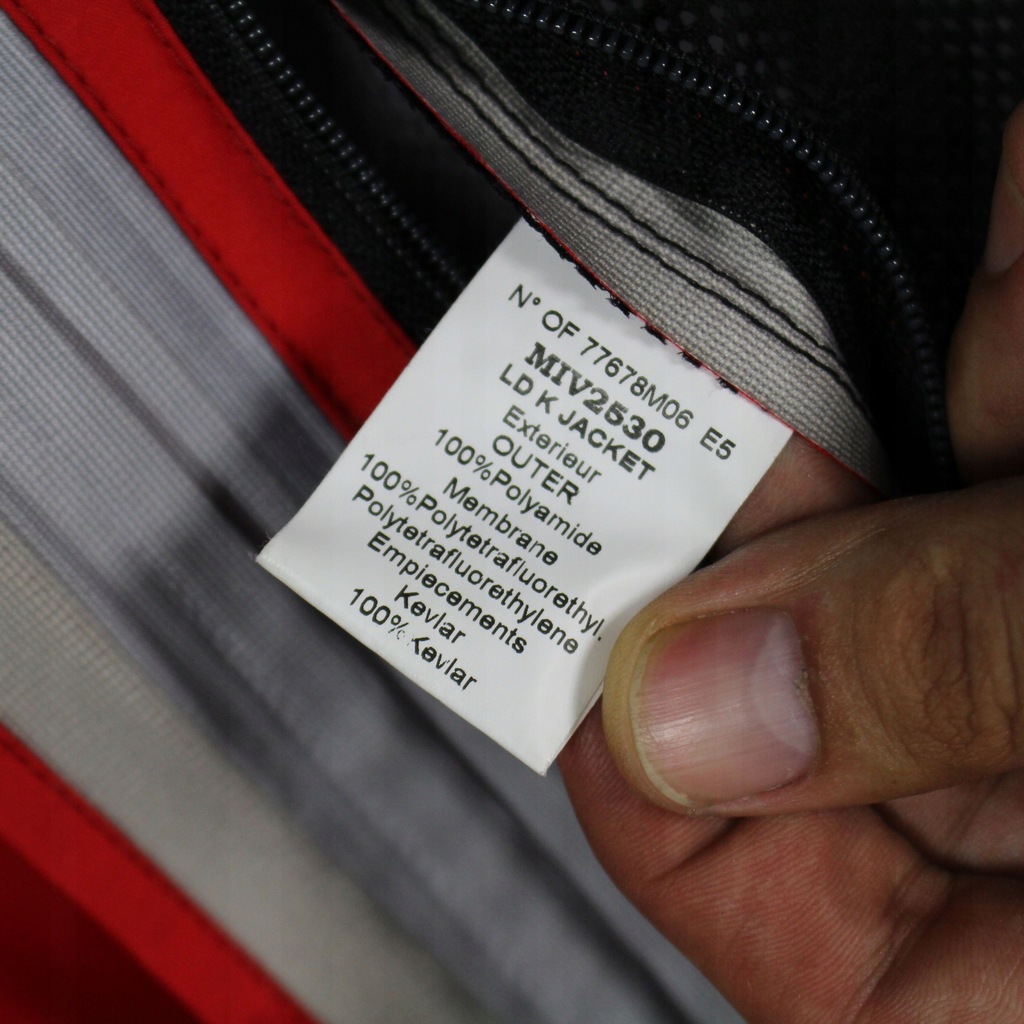 N° OF 77678M06 E5
MIV2530
LD K JACKET
Exterieur
OUTER
100%Polyamide
Membrane
100%Polytetrafluorethyl.
Polytetrafluorethylene
Empiecements
Kevlar
100% Kevlar